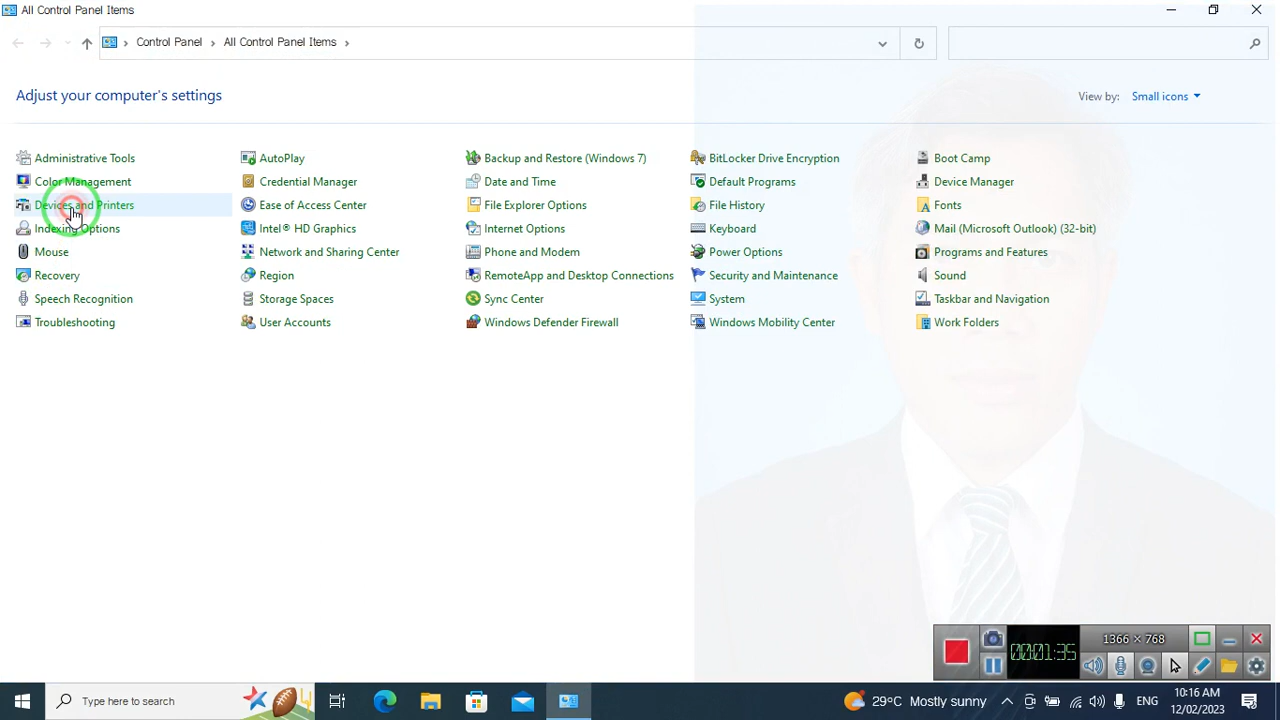 All Control Panel Items
Control Panel > All Control Panel Items >
Adjust your computer's settings
View by: Small icons
Administrative Tools
AutoPlay
Backup and Restore (Windows 7)
BitLocker Drive Encryption
Boot Camp
Color Management
Credential Manager
Date and Time
Default Programs
Device Manager
Devices and Printers
Ease of Access Center
File Explorer Options
File History
Fonts
Indexing Options
Intel® HD Graphics
Internet Options
Keyboard
Mail (Microsoft Outlook) (32-bit)
Mouse
Network and Sharing Center
Phone and Modem
Power Options
Programs and Features
Recovery
Region
RemoteApp and Desktop Connections
Security and Maintenance
Sound
Speech Recognition
Storage Spaces
Sync Center
System
Taskbar and Navigation
Troubleshooting
User Accounts
Windows Defender Firewall
Windows Mobility Center
Work Folders
00:01:35
1366 × 768
Type here to search
29°C Mostly sunny
ENG
10:16 AM
12/02/2023